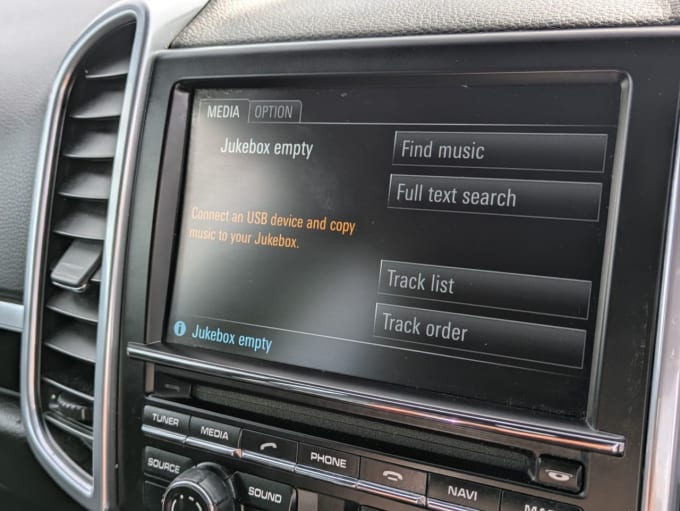 MEDIA OPTION
Jukebox empty
Find music
Full text search
Connect an USB device and copy
music to your Jukebox.
Track list
Track order
Jukebox empty
TUNER MEDIA PHONE NAVI
SOURCE SOUND